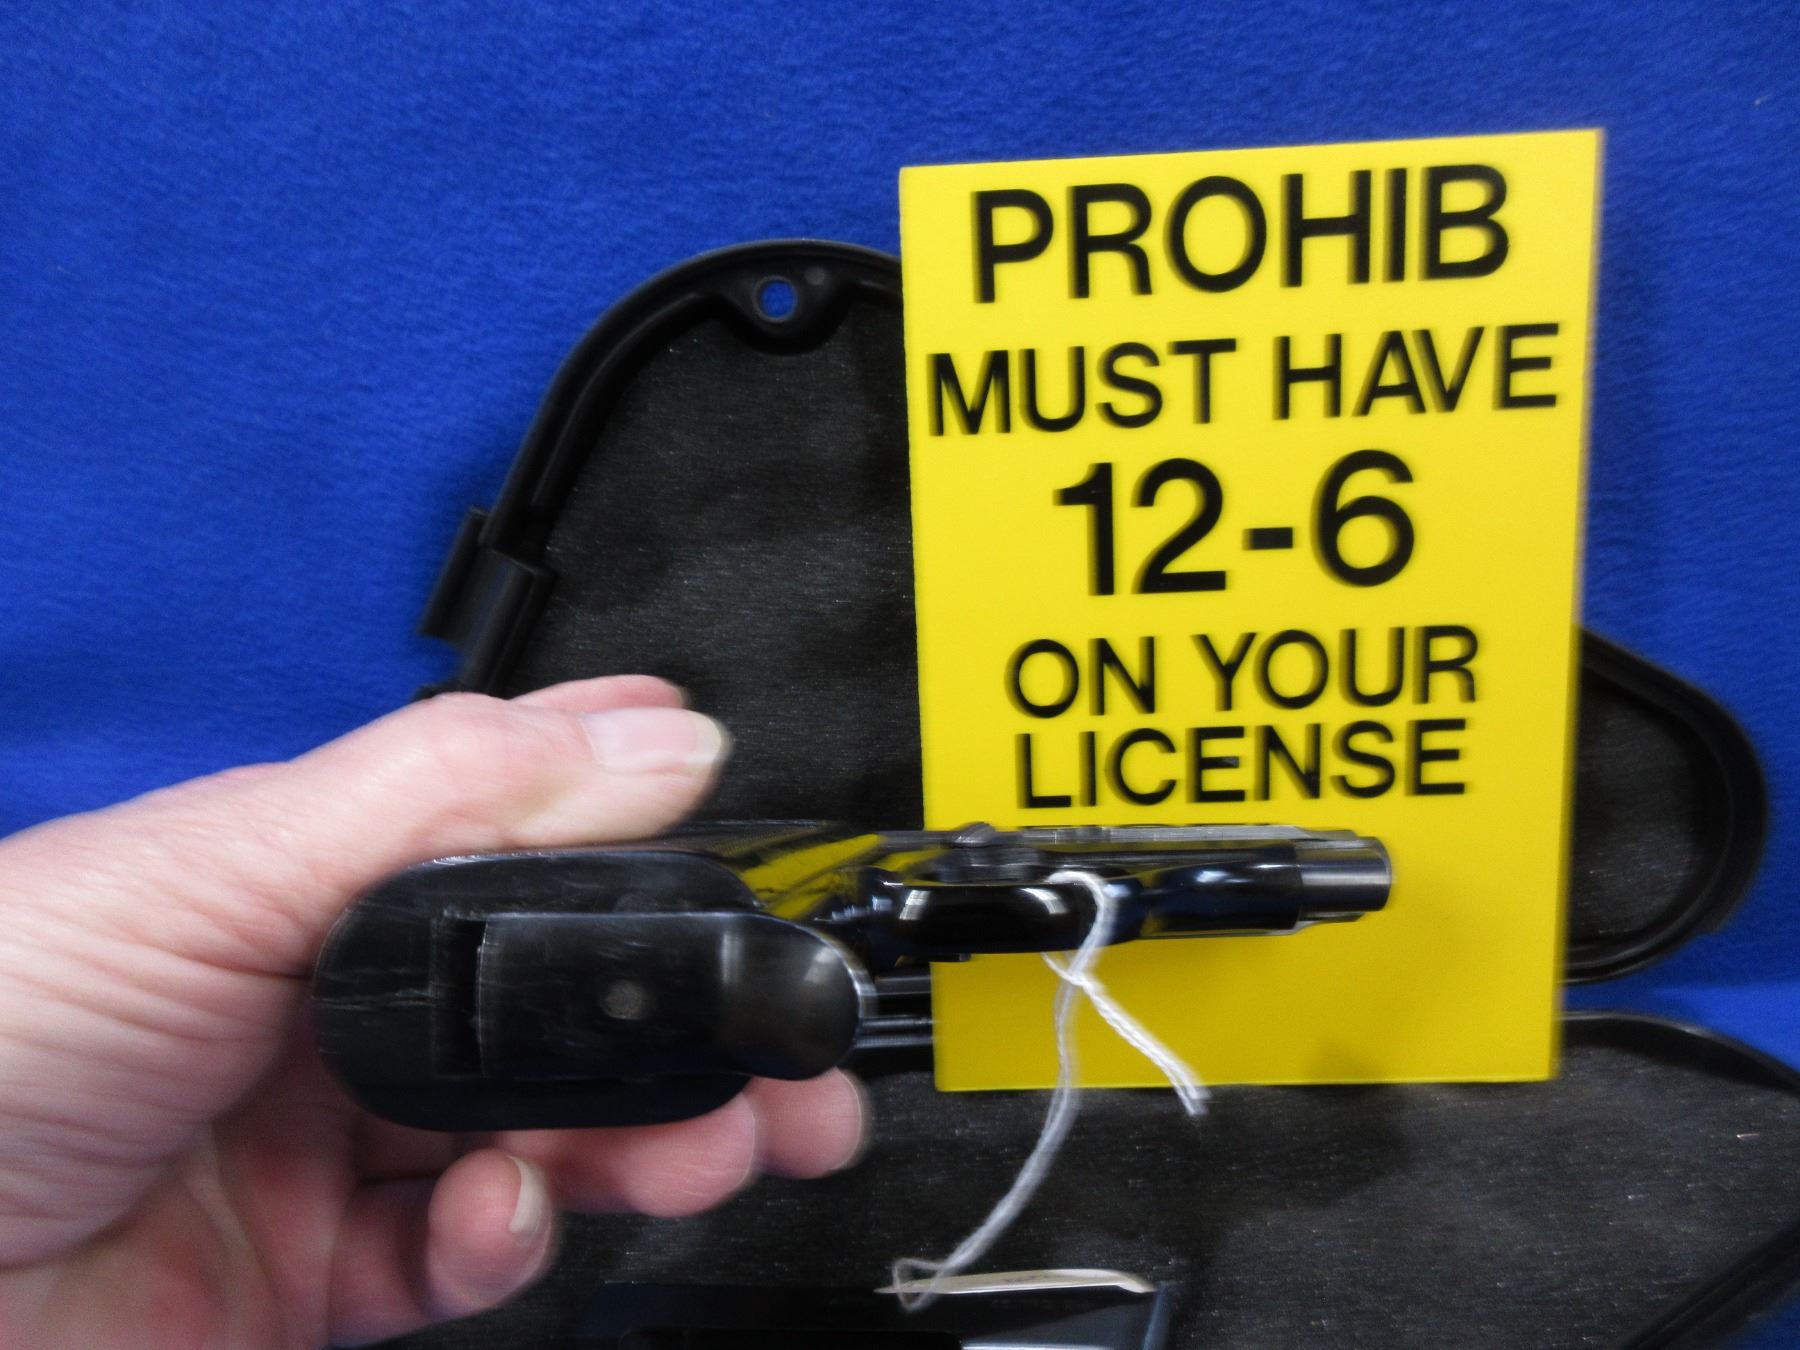 PROHIB
MUST HAVE
12-6
ON YOUR
LICENSE